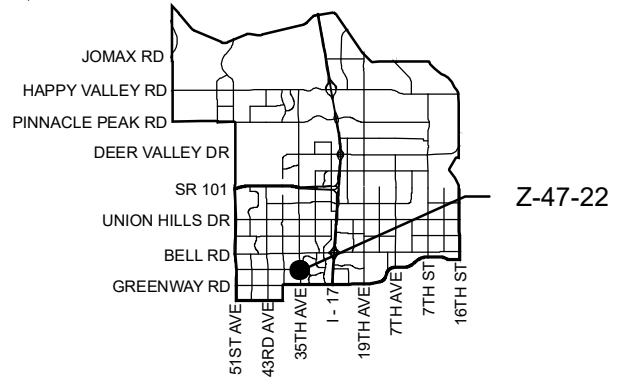 JOMAX RD
HAPPY VALLEY RD
PINNACLE PEAK RD
DEER VALLEY DR
SR 101
Z-47-22
UNION HILLS DR
BELL RD
GREENWAY RD
51ST AVE
43RD AVE
35TH AVE
I - 17
19TH AVE
7TH AVE
7TH ST
16TH ST